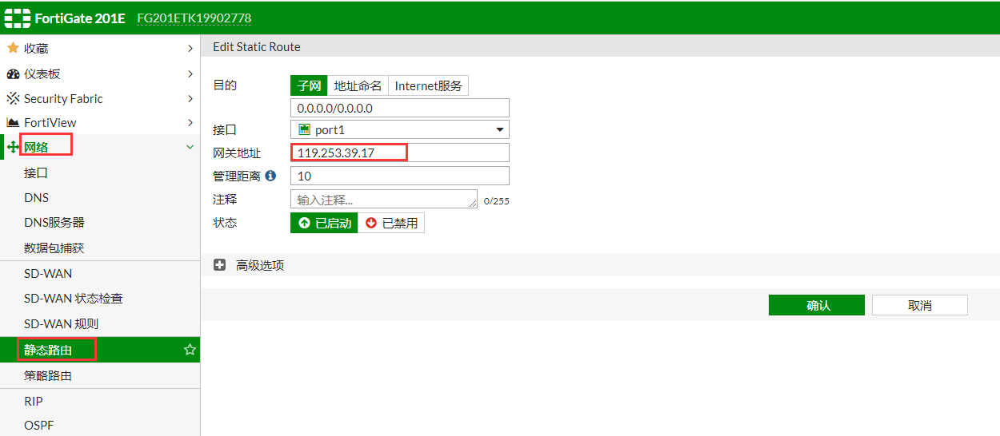 FortiGate 201E FG201ETK19902778
收藏
仪表板
Security Fabric
FortiView
网络
接口
DNS
DNS服务器
数据包捕获
SD-WAN
SD-WAN 状态检查
SD-WAN 规则
静态路由
策略路由
RIP
OSPF
Edit Static Route
目的 子网 地址命名 Internet服务
0.0.0.0/0.0.0.0
接口 port1
网关地址 119.253.39.17
管理距离 10
注释 输入注释... 0/255
状态 已启动 已禁用
高级选项
确认 取消